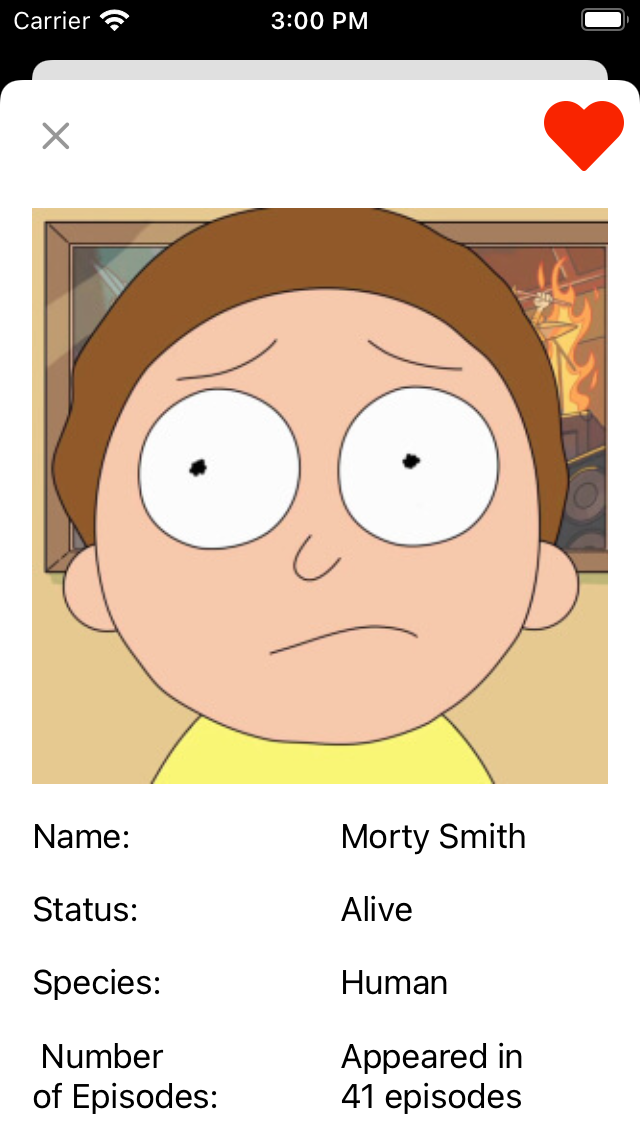 Carrier 3:00 PM
Name: Morty Smith
Status: Alive
Species: Human
Number Appeared in
of Episodes: 41 episodes